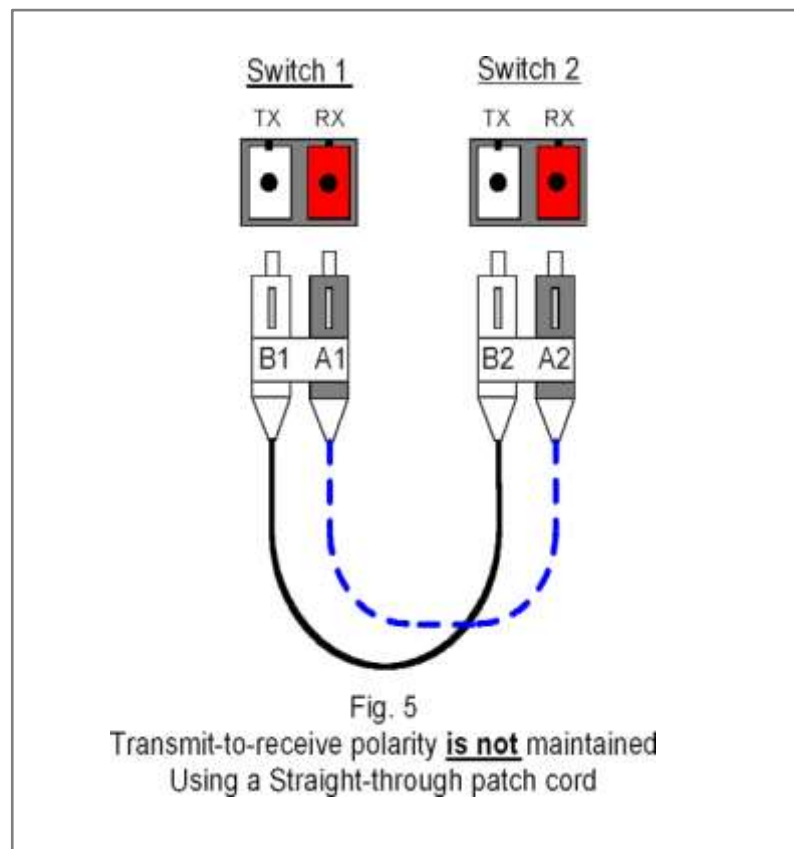 Switch 1 Switch 2
TX RX TX RX
B1 A1 B2 A2
Fig. 5
Transmit-to-receive polarity is not maintained
Using a Straight-through patch cord